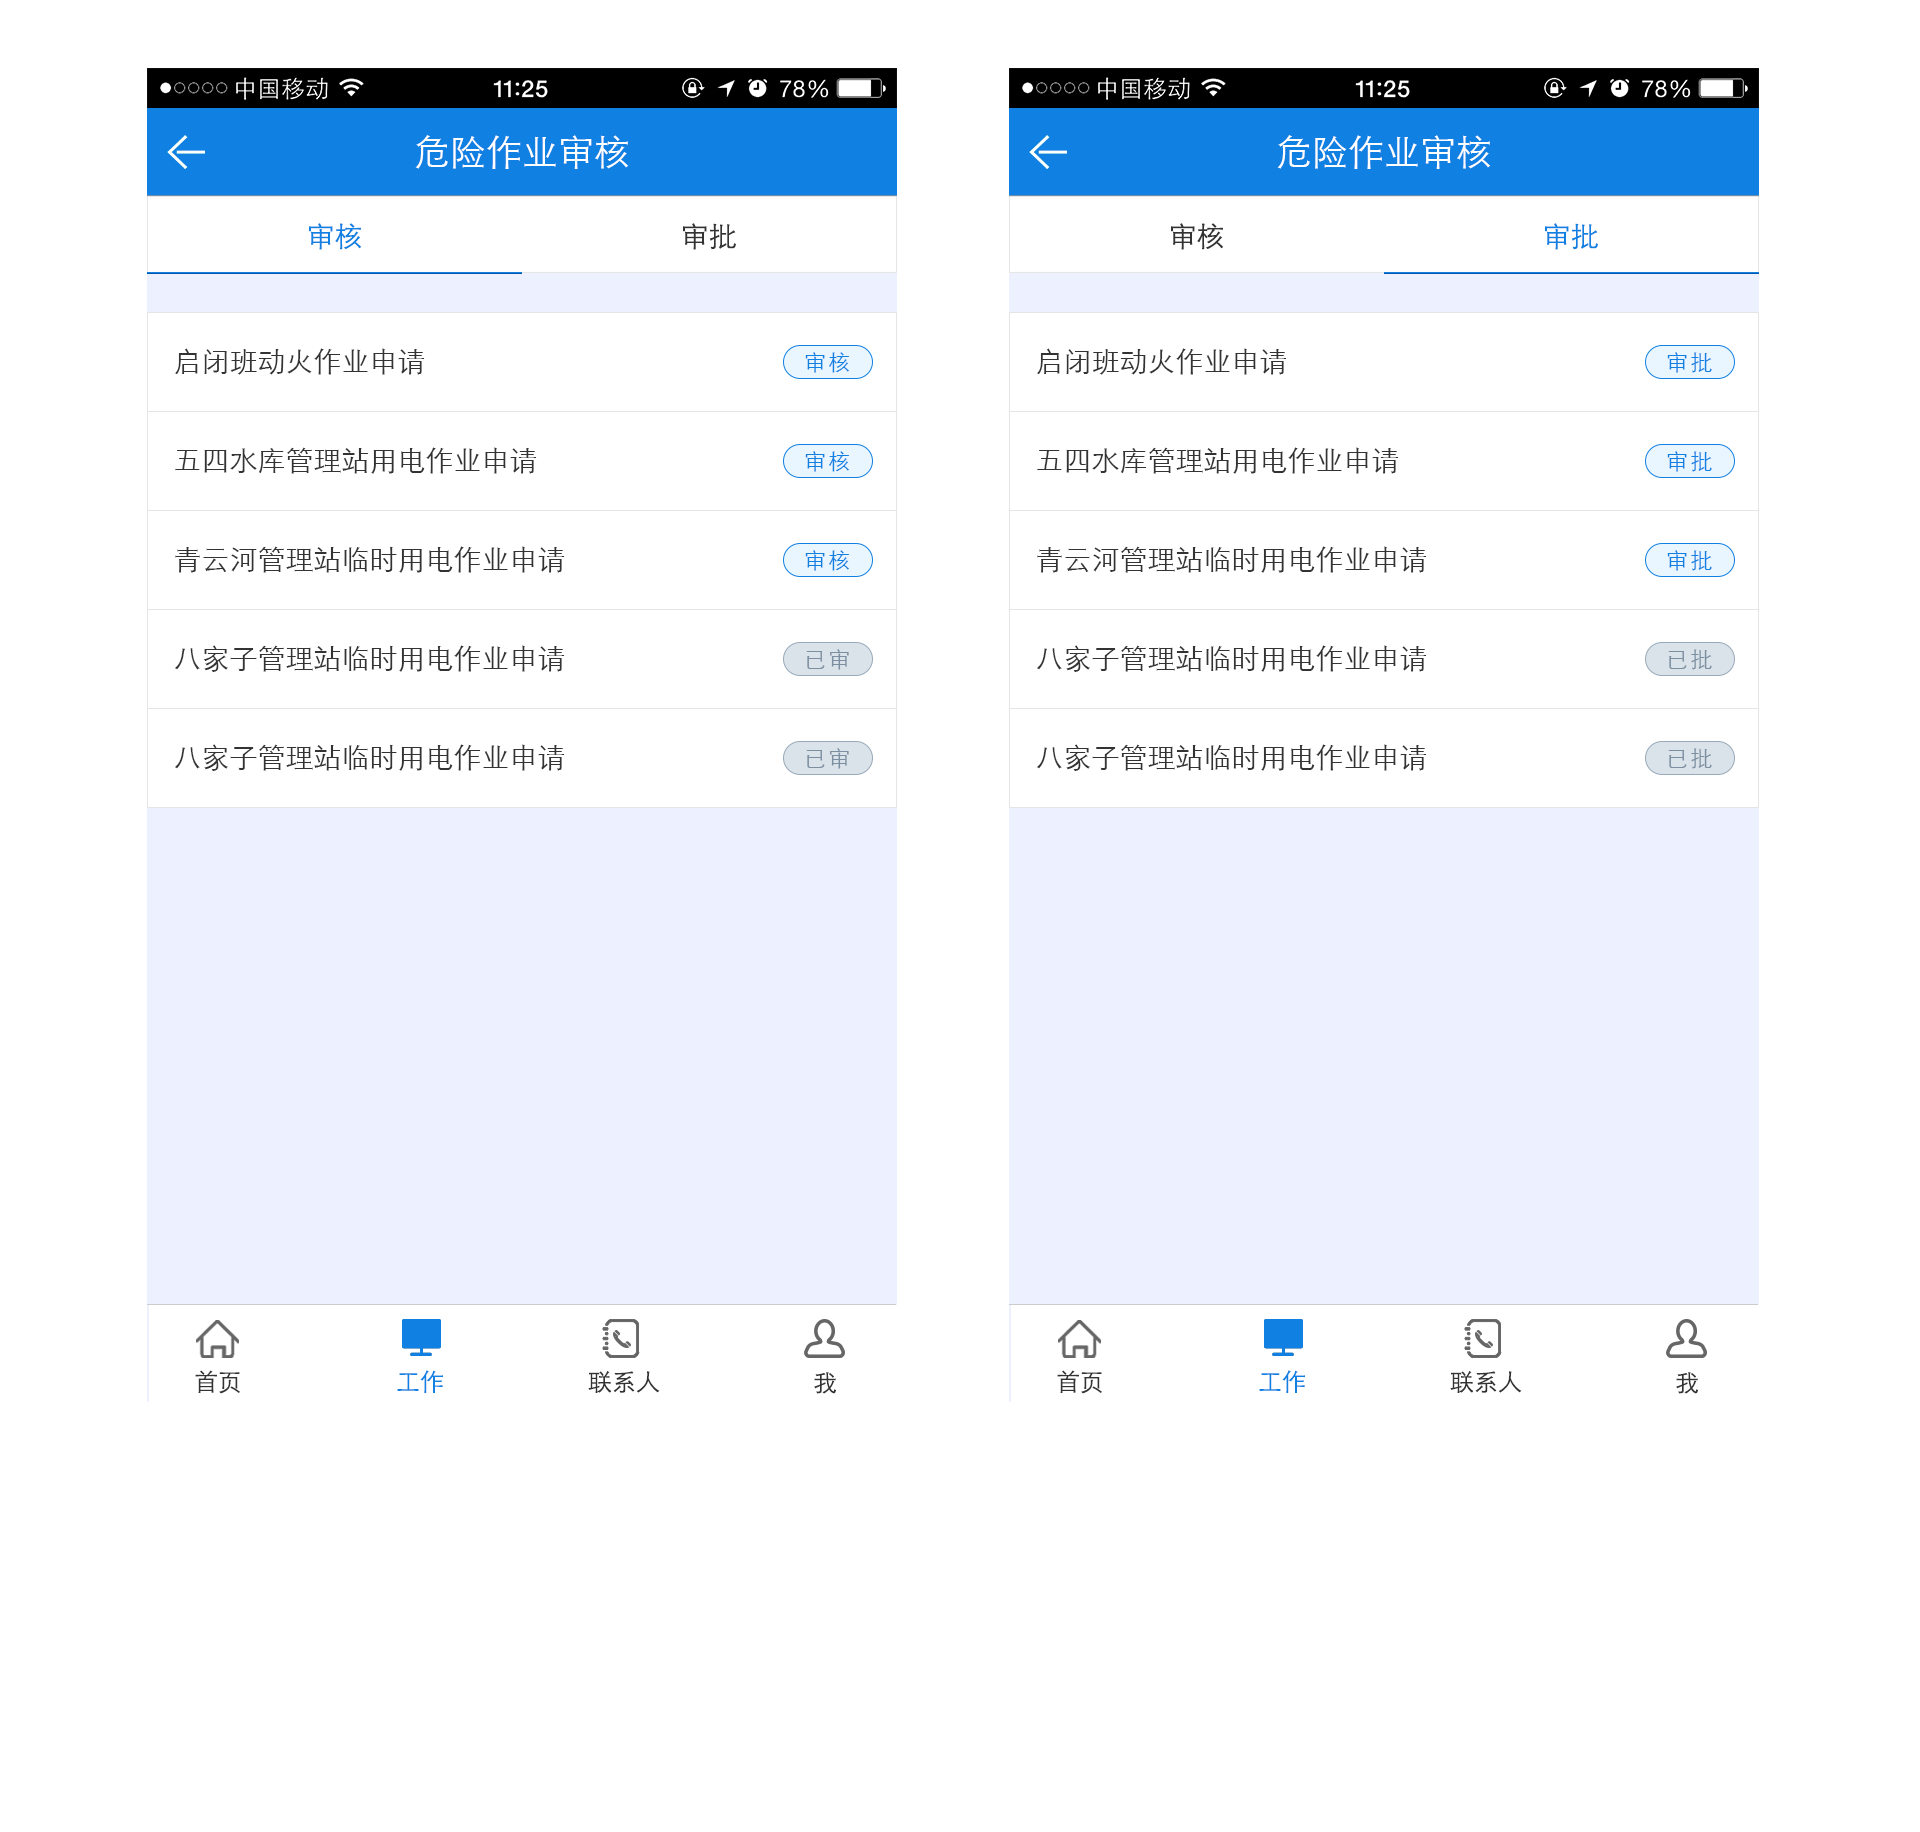 中国移动 11:25 78%
危险作业审核
审核 审批
启闭班动火作业申请 审核
五四水库管理站用电作业申请 审核
青云河管理站临时用电作业申请 审核
八家子管理站临时用电作业申请 已审
八家子管理站临时用电作业申请 已审
首页 工作 联系人 我
中国移动 11:25 78%
危险作业审核
审核 审批
启闭班动火作业申请 审批
五四水库管理站用电作业申请 审批
青云河管理站临时用电作业申请 审批
八家子管理站临时用电作业申请 已批
八家子管理站临时用电作业申请 已批
首页 工作 联系人 我